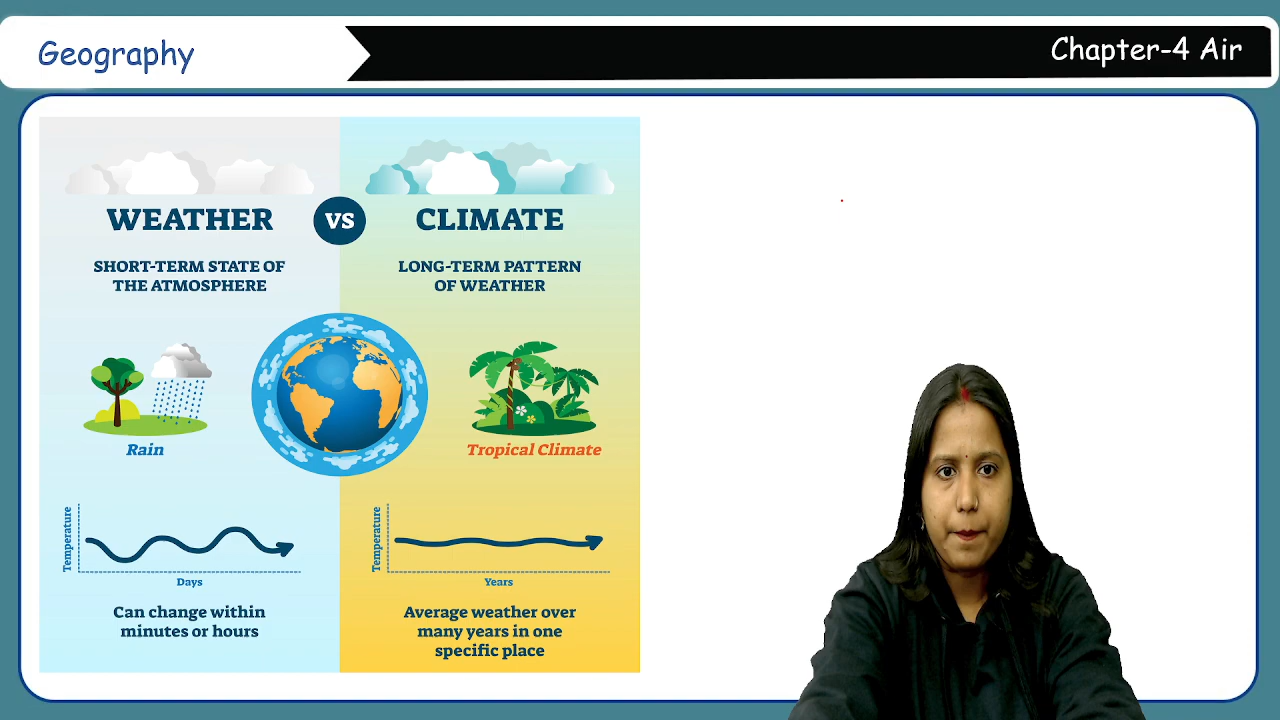 Geography
Chapter-4 Air
WEATHER
VS
CLIMATE
SHORT-TERM STATE OF
THE ATMOSPHERE
LONG-TERM PATTERN
OF WEATHER
Rain
Tropical Climate
Temperature
Days
Temperature
Years
Can change within
minutes or hours
Average weather over
many years in one
specific place